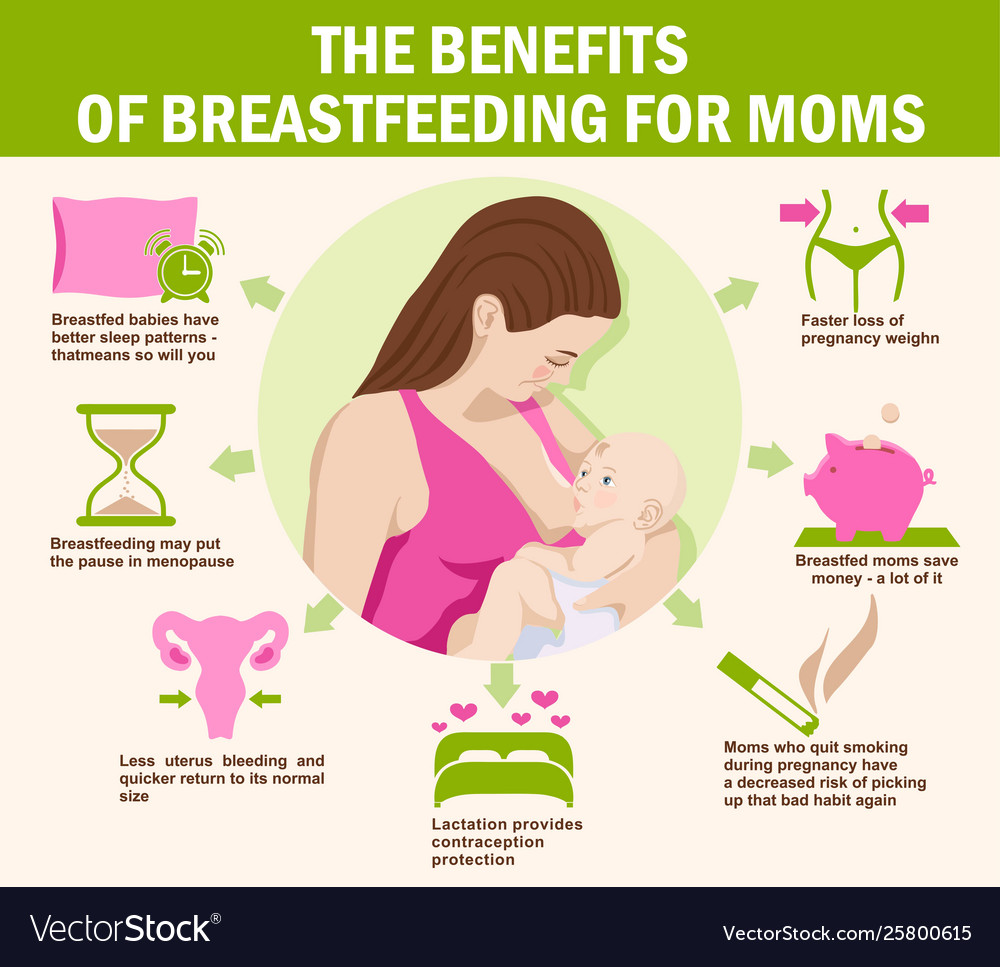 THE BENEFITS
OF BREASTFEEDING FOR MOMS
Breastfed babies have
better sleep patterns -
thatmeans so will you
Faster loss of
pregnancy weighn
Breastfeeding may put
the pause in menopause
Breastfed moms save
money - a lot of it
Less uterus bleeding and
quicker return to its normal
size
Lactation provides
contraception
protection
Moms who quit smoking
during pregnancy have
a decreased risk of picking
up that bad habit again
VectorStock®
VectorStock.com/25800615